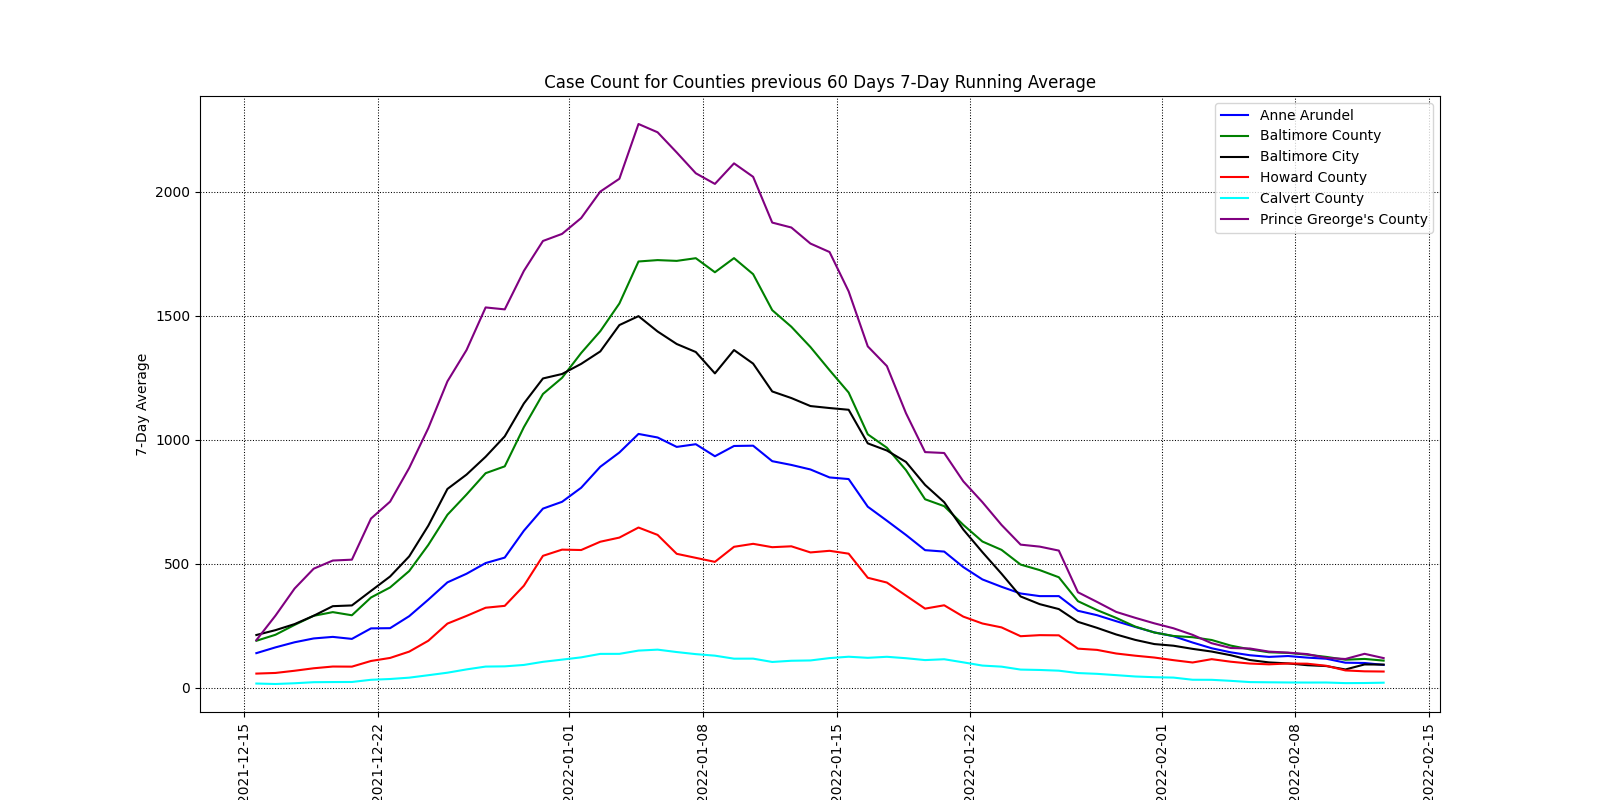 Case Count for Counties previous 60 Days 7-Day Running Average
Anne Arundel
Baltimore County
Baltimore City
Howard County
Calvert County
Prince Greorge's County
7-Day Average
2000
1500
1000
500
0
2021-12-15
2021-12-22
2022-01-01
2022-01-08
2022-01-15
2022-01-22
2022-02-01
2022-02-08
2022-02-15